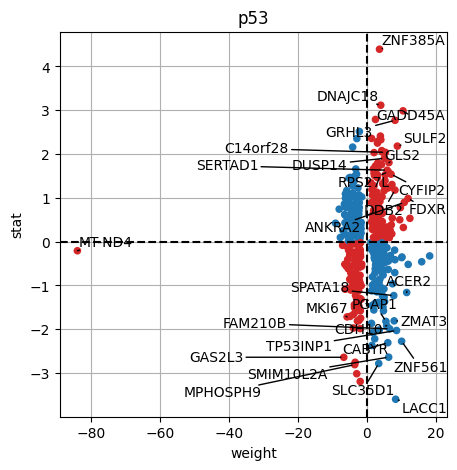 p53
ZNF385A
DNAJC18
GADD45A
GRHL3
SULF2
C14orf28
GLS2
SERTAD1
DUSP14
RPS27L
CYFIP2
DDB2
FDXR
ANKRA2
MT-ND4
ACER2
SPATA18
PGAP1
MKI67
ZMAT3
FAM210B
CDH10
TP53INP1
CABYR
GAS2L3
ZNF561
SMIM10L2A
MPHOSPH9
SLC35D1
LACC1
stat
4
3
2
1
0
−1
−2
−3
−80
−60
−40
−20
0
20
weight